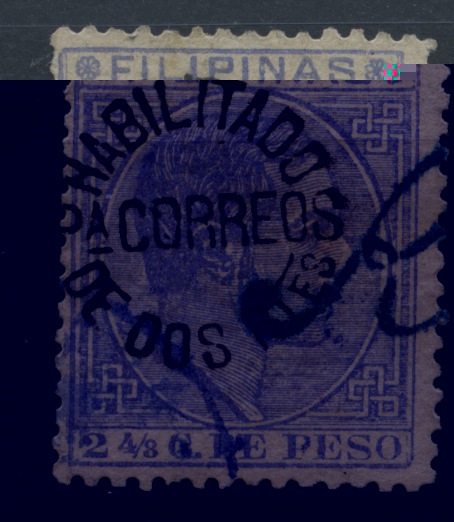 FILIPINAS
HABILITADO
PA
CORREOS
DE
DOS
2 4/8 C. DE PESO